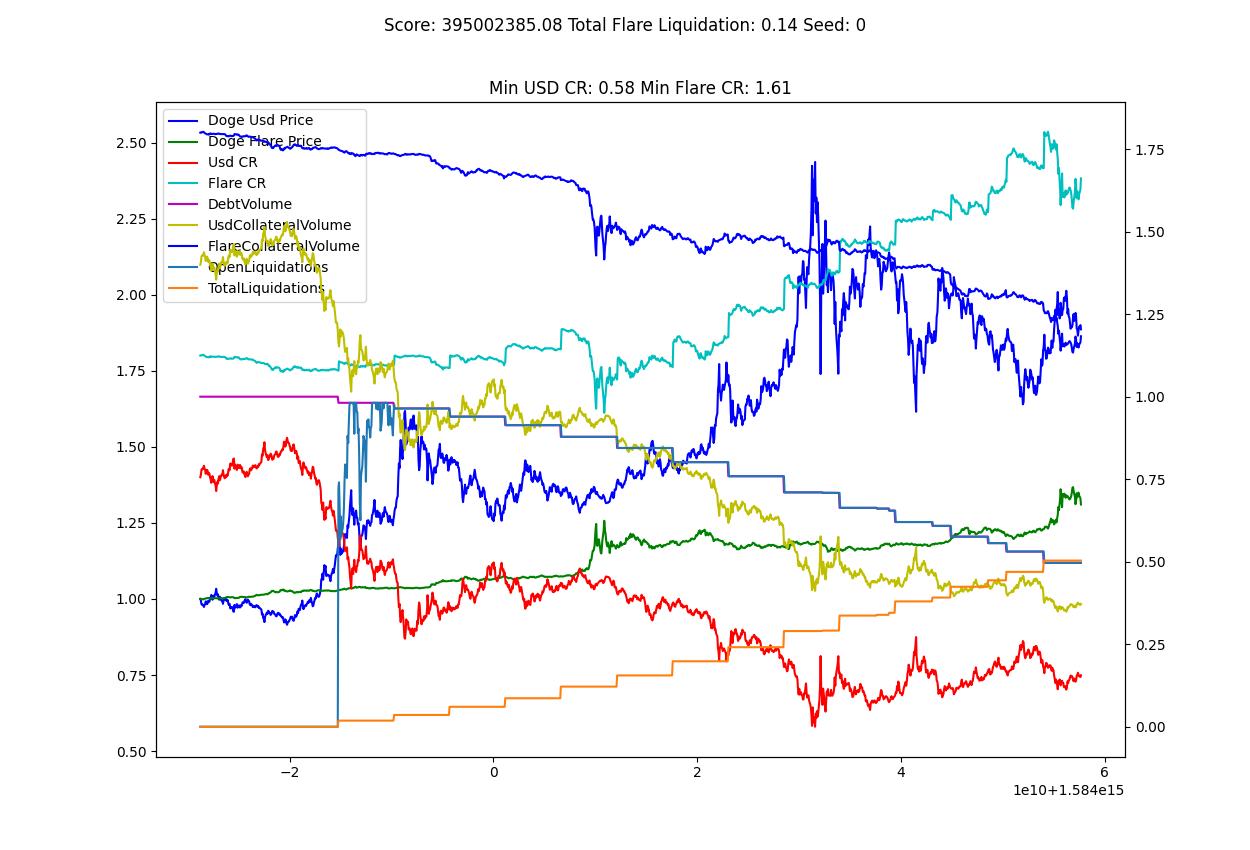 Score: 395002385.08 Total Flare Liquidation: 0.14 Seed: 0
Min USD CR: 0.58 Min Flare CR: 1.61
Doge Usd Price
Doge Flare Price
Usd CR
Flare CR
DebtVolume
UsdCollateralVolume
FlareCollateralVolume
OpenLiquidations
TotalLiquidations
2.50
2.25
2.00
1.75
1.50
1.25
1.00
0.75
0.50
1.75
1.50
1.25
1.00
0.75
0.50
0.25
0.00
−2
0
2
4
6
1e10+1.584e15